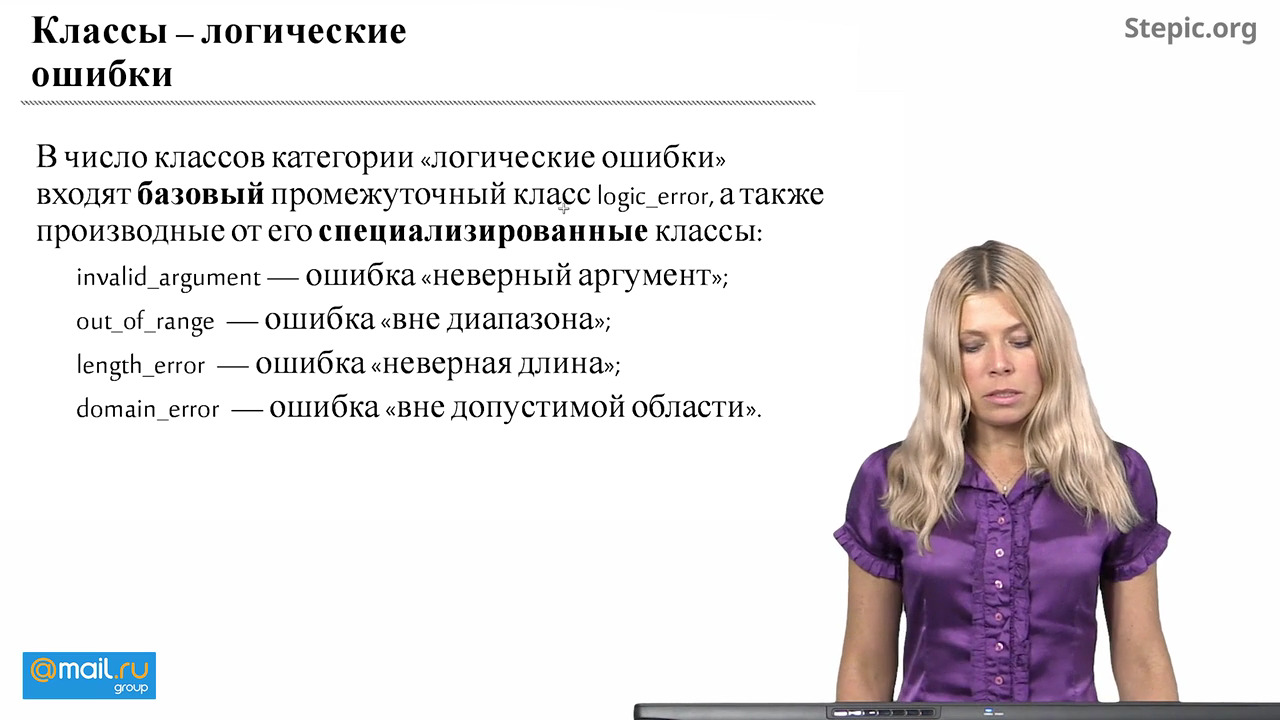 Классы – логические
ошибки
Stepic.org
В число классов категории «логические ошибки»
входят базовый промежуточный класс logic_error, а также
производные от его специализированные классы:
invalid_argument — ошибка «неверный аргумент»;
out_of_range — ошибка «вне диапазона»;
length_error — ошибка «неверная длина»;
domain_error — ошибка «вне допустимой области».
@mail.ru
group